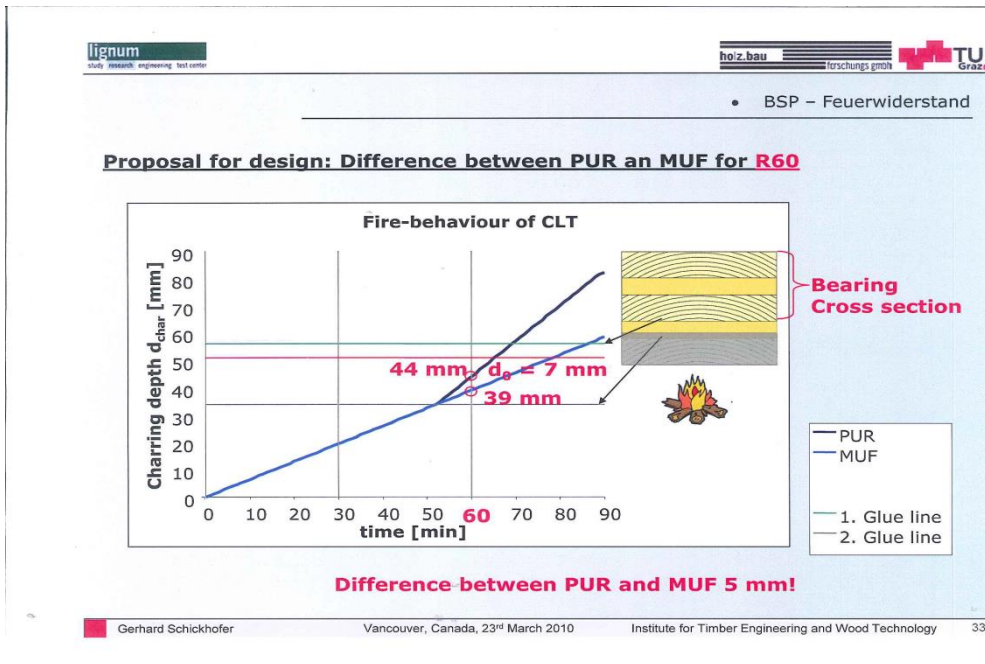 lignum
study research engineering test center
holz.bau
forschungs gmbh
TU
Graz
• BSP – Feuerwiderstand
Proposal for design: Difference between PUR an MUF for R60
Fire-behaviour of CLT
Charring depth dchar [mm]
90
80
70
60
50
40
30
20
10
0
44 mm d0 = 7 mm
39 mm
0 10 20 30 40 50 60 70 80 90
time [min]
Bearing
Cross section
PUR
MUF
1. Glue line
2. Glue line
Difference between PUR and MUF 5 mm!
Gerhard Schickhofer Vancouver, Canada, 23rd March 2010 Institute for Timber Engineering and Wood Technology 33